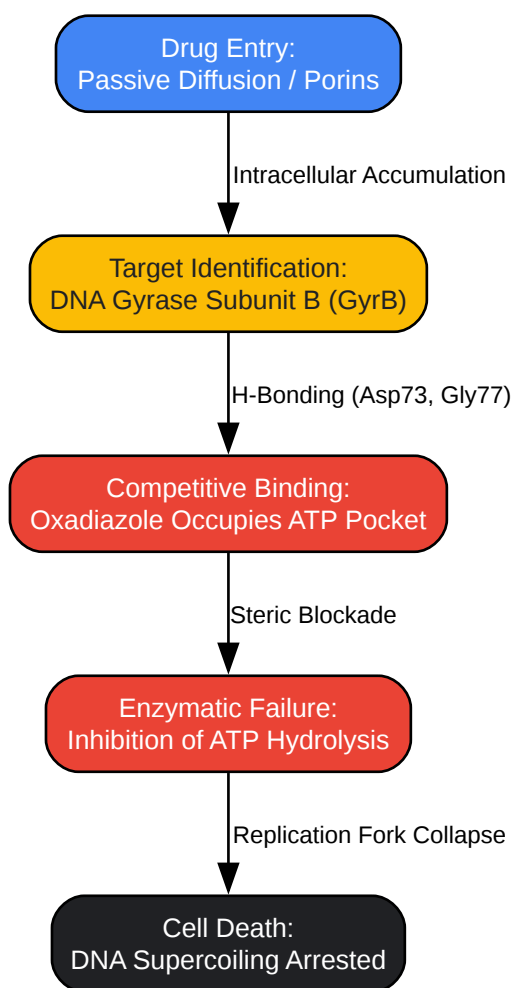 Drug Entry:
Passive Diffusion / Porins
Intracellular Accumulation
Target Identification:
DNA Gyrase Subunit B (GyrB)
H-Bonding (Asp73, Gly77)
Competitive Binding:
Oxadiazole Occupies ATP Pocket
Steric Blockade
Enzymatic Failure:
Inhibition of ATP Hydrolysis
Replication Fork Collapse
Cell Death:
DNA Supercoiling Arrested